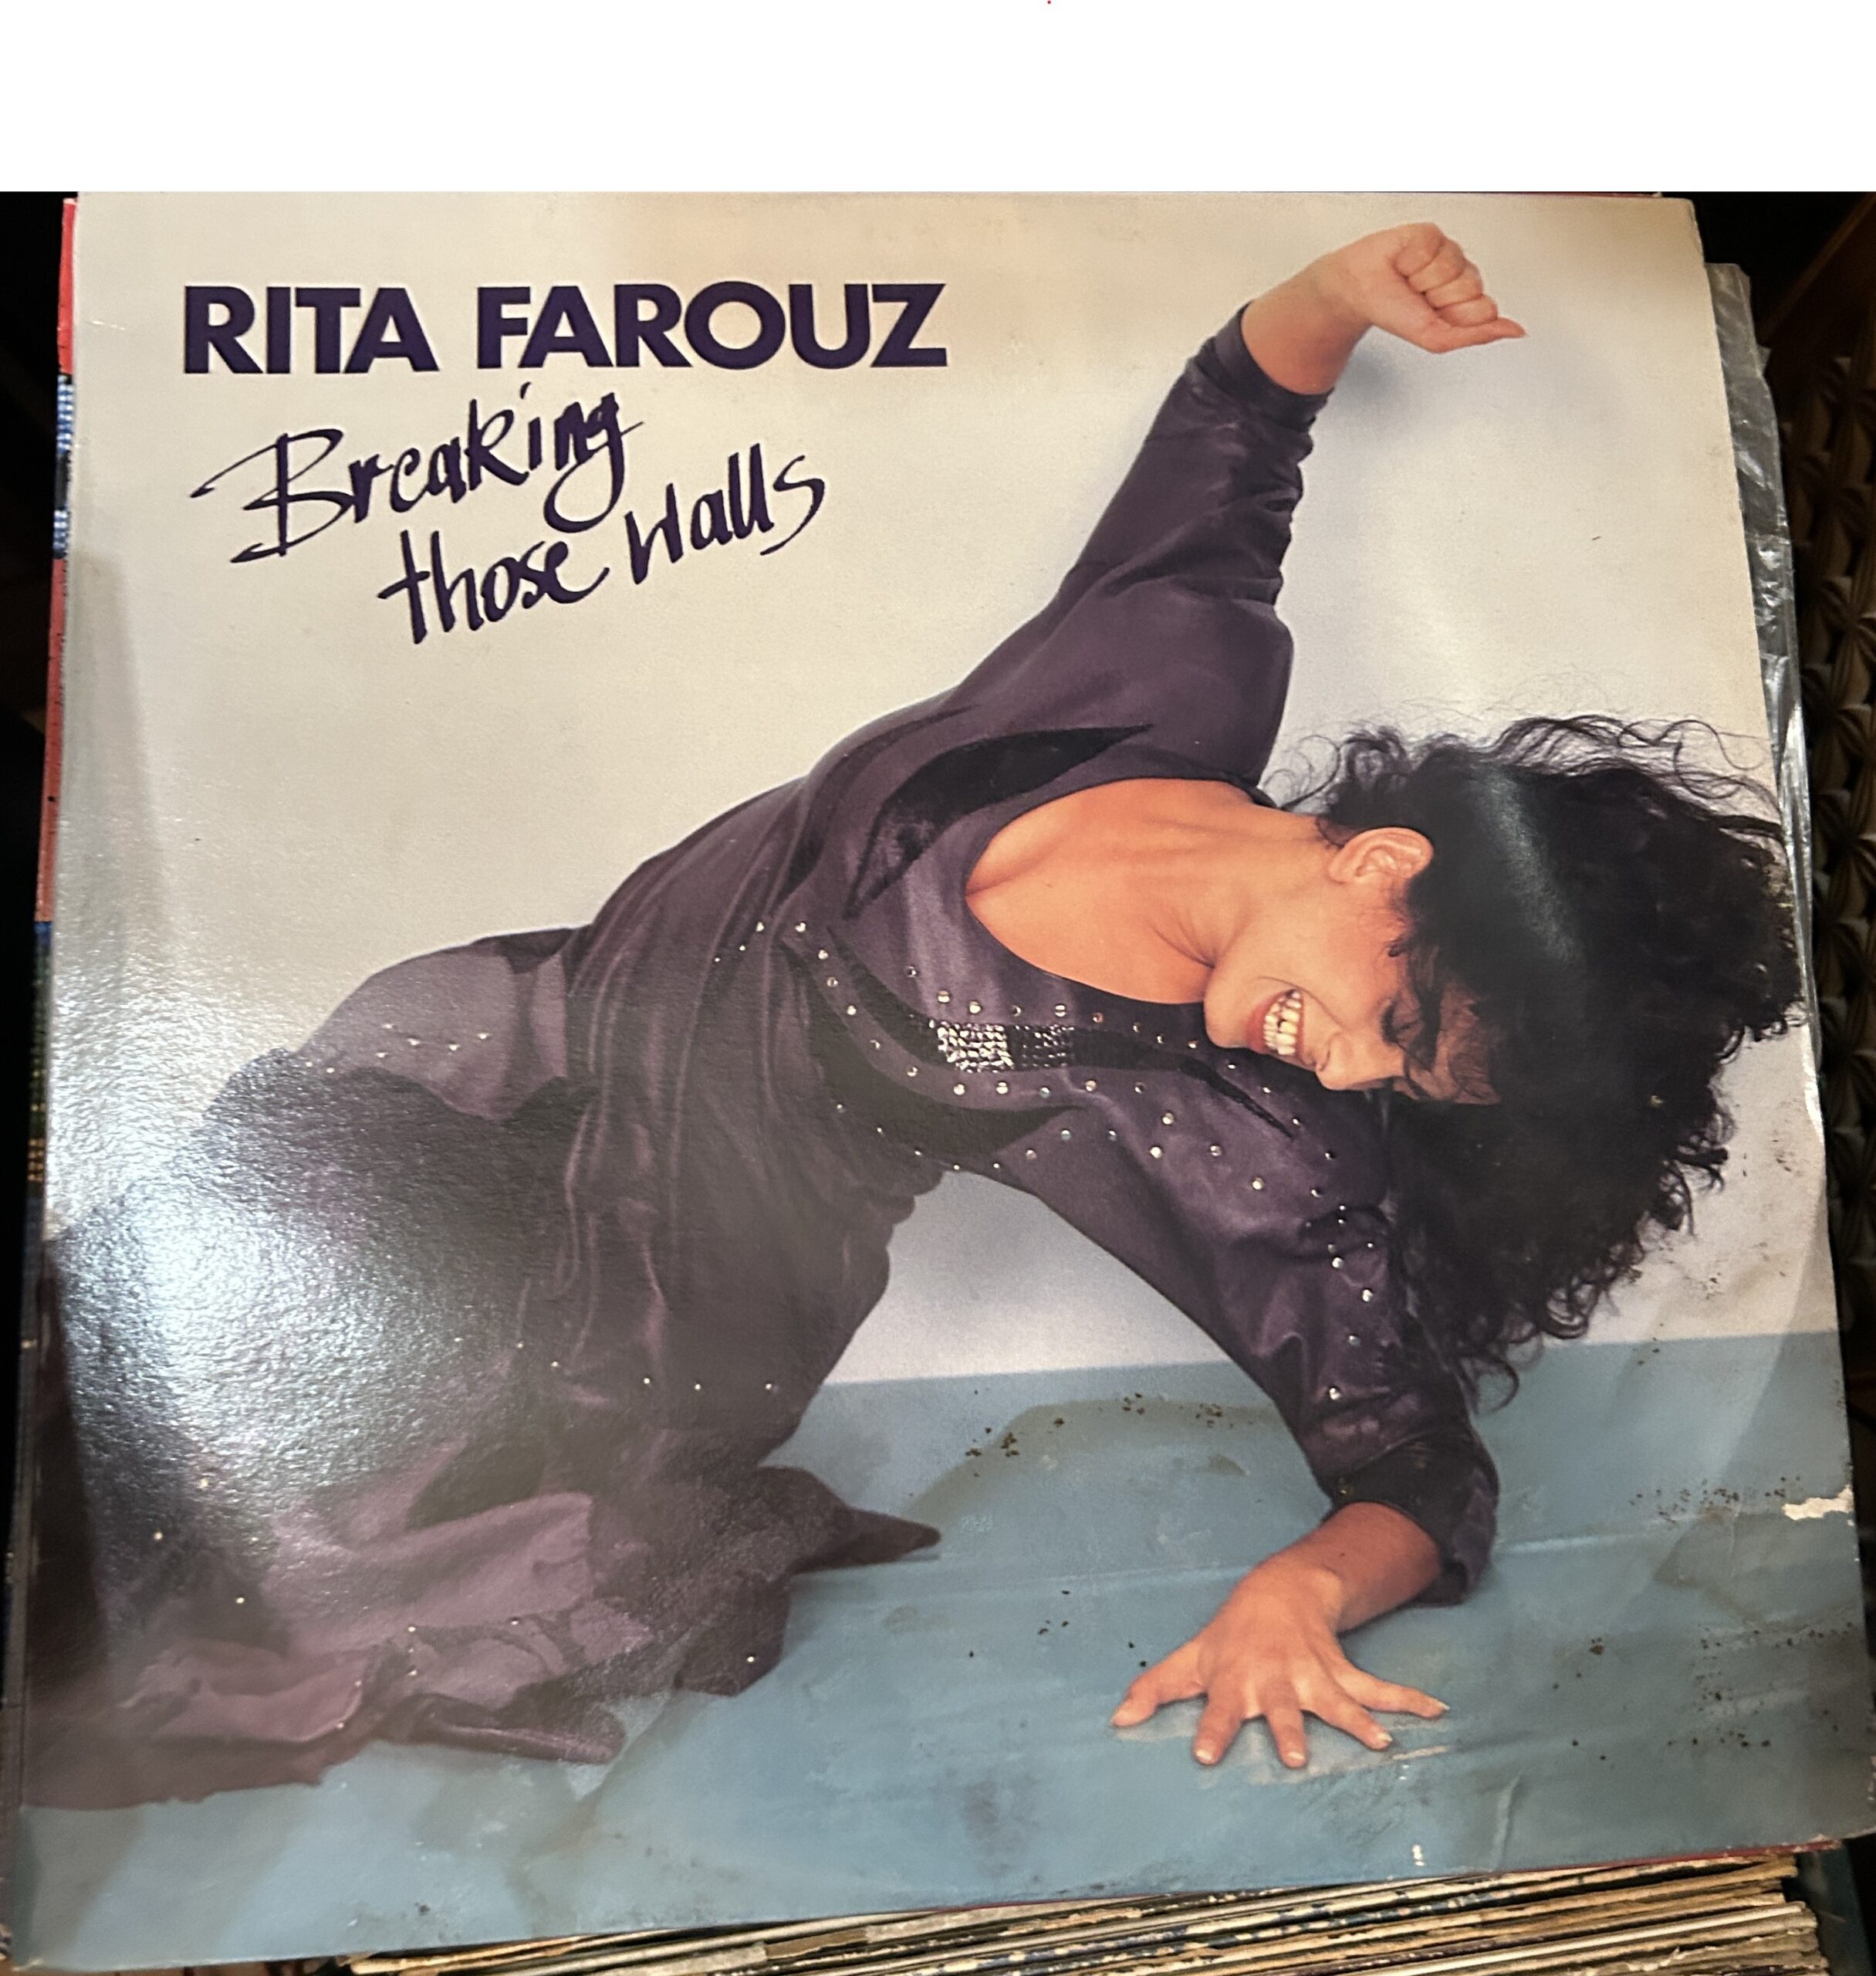 RITA FAROUZ
Breaking
those Walls